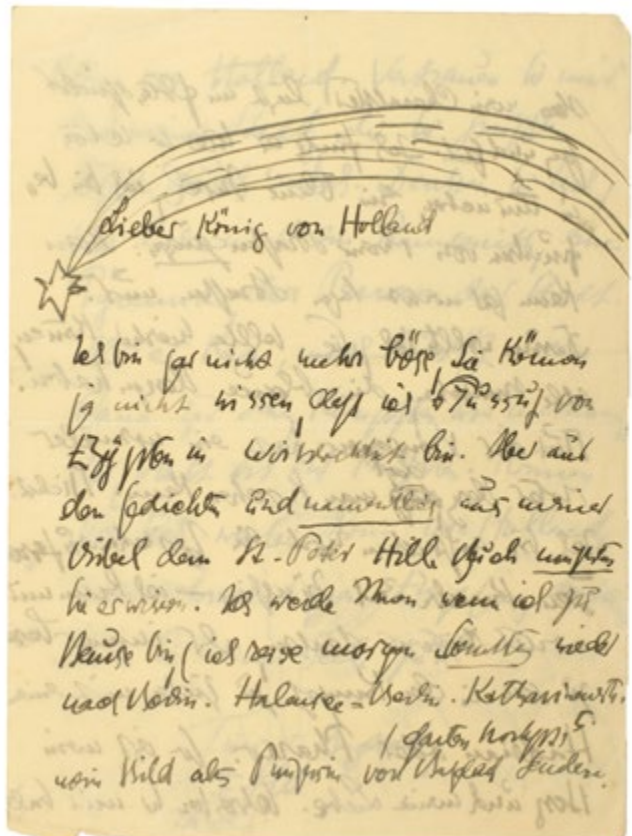 Lieber König von Holland
Ich bin gar nicht mehr böse, Sie können
ja nicht wissen, daß ich Jussuf von
Egypten in Wirklichkeit bin. Aber aus
den Gedichten und namentlich aus meiner
Bibel dem St. Peter Hille Buch mußten
Sie es wissen. Ich werde Ihnen wenn ich zu
Hause bin (ich reise morgen Sonntag wieder
nach Berlin. Halensee-Berlin. Katharinenstr.
Garten
mein Bild als Prinzessin von Bagdad senden.